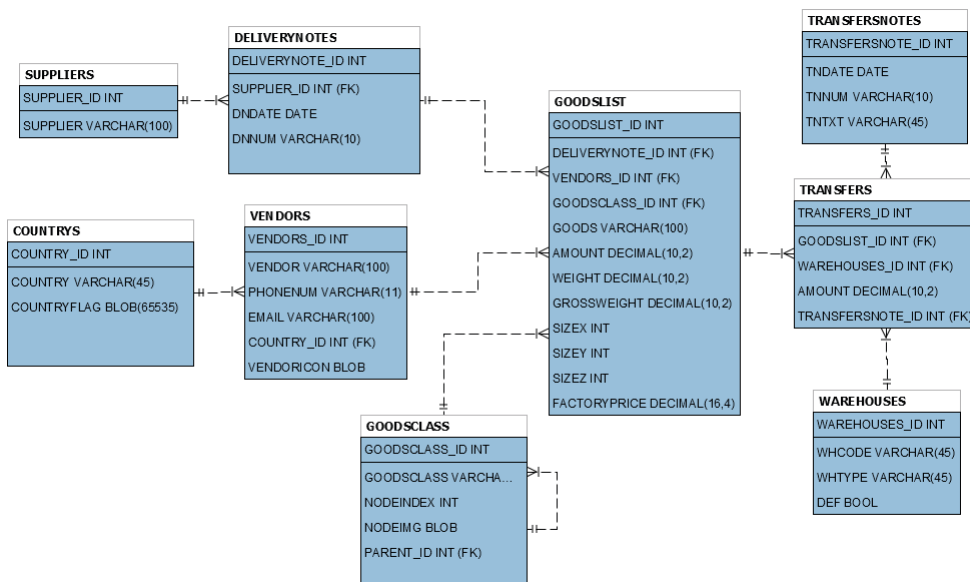 SUPPLIERS
SUPPLIER_ID INT
SUPPLIER VARCHAR(100)
DELIVERYNOTES
DELIVERYNOTE_ID INT
SUPPLIER_ID INT (FK)
DNDATE DATE
DNNUM VARCHAR(10)
COUNTRYS
COUNTRY_ID INT
COUNTRY VARCHAR(45)
COUNTRYFLAG BLOB(65535)
VENDORS
VENDORS_ID INT
VENDOR VARCHAR(100)
PHONENUM VARCHAR(11)
EMAIL VARCHAR(100)
COUNTRY_ID INT (FK)
VENDORICON BLOB
GOODSCLASS
GOODSCLASS_ID INT
GOODSCLASS VARCHA...
NODEINDEX INT
NODEIMG BLOB
PARENT_ID INT (FK)
GOODSLIST
GOODSLIST_ID INT
DELIVERYNOTE_ID INT (FK)
VENDORS_ID INT (FK)
GOODSCLASS_ID INT (FK)
GOODS VARCHAR(100)
AMOUNT DECIMAL(10,2)
WEIGHT DECIMAL(10,2)
GROSSWEIGHT DECIMAL(10,2)
SIZEX INT
SIZEY INT
SIZEZ INT
FACTORYPRICE DECIMAL(16,4)
TRANSFERSNOTES
TRANSFERSNOTE_ID INT
TNDATE DATE
TNNUM VARCHAR(10)
TNTXT VARCHAR(45)
TRANSFERS
TRANSFERS_ID INT
GOODSLIST_ID INT (FK)
WAREHOUSES_ID INT (FK)
AMOUNT DECIMAL(10,2)
TRANSFERSNOTE_ID INT (FK)
WAREHOUSES
WAREHOUSES_ID INT
WHCODE VARCHAR(45)
WHTYPE VARCHAR(45)
DEF BOOL